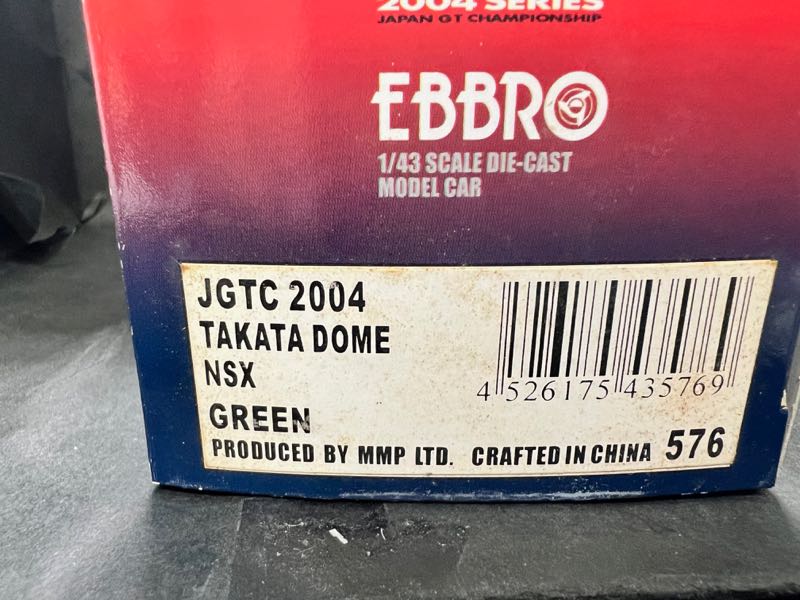 2004 SERIES
JAPAN GT CHAMPIONSHIP
EBBRO
1/43 SCALE DIE-CAST
MODEL CAR
JGTC 2004
TAKATA DOME
NSX
GREEN
4 526175 435769
PRODUCED BY MMP LTD. CRAFTED IN CHINA 576